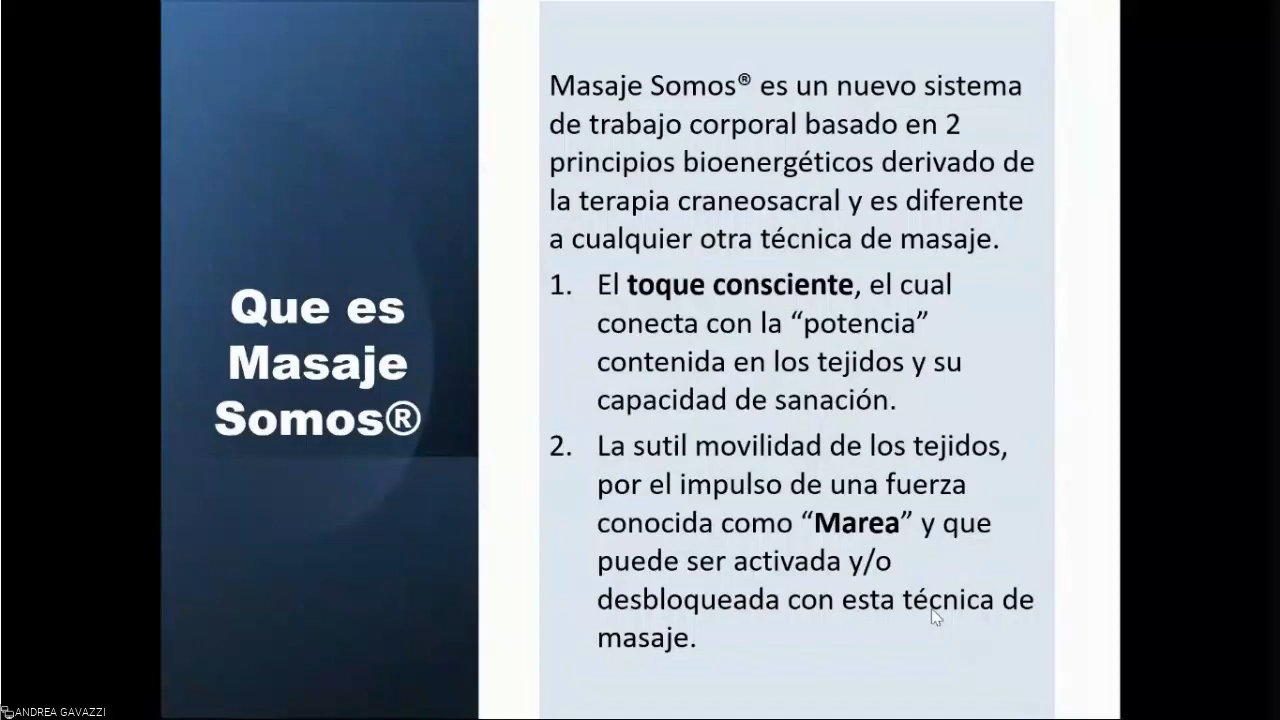 Que es
Masaje
Somos®
Masaje Somos® es un nuevo sistema
de trabajo corporal basado en 2
principios bioenergéticos derivado de
la terapia craneosacral y es diferente
a cualquier otra técnica de masaje.
1. El toque consciente, el cual
conecta con la “potencia”
contenida en los tejidos y su
capacidad de sanación.
2. La sutil movilidad de los tejidos,
por el impulso de una fuerza
conocida como “Marea” y que
puede ser activada y/o
desbloqueada con esta técnica de
masaje.
ANDREA GAVAZZI